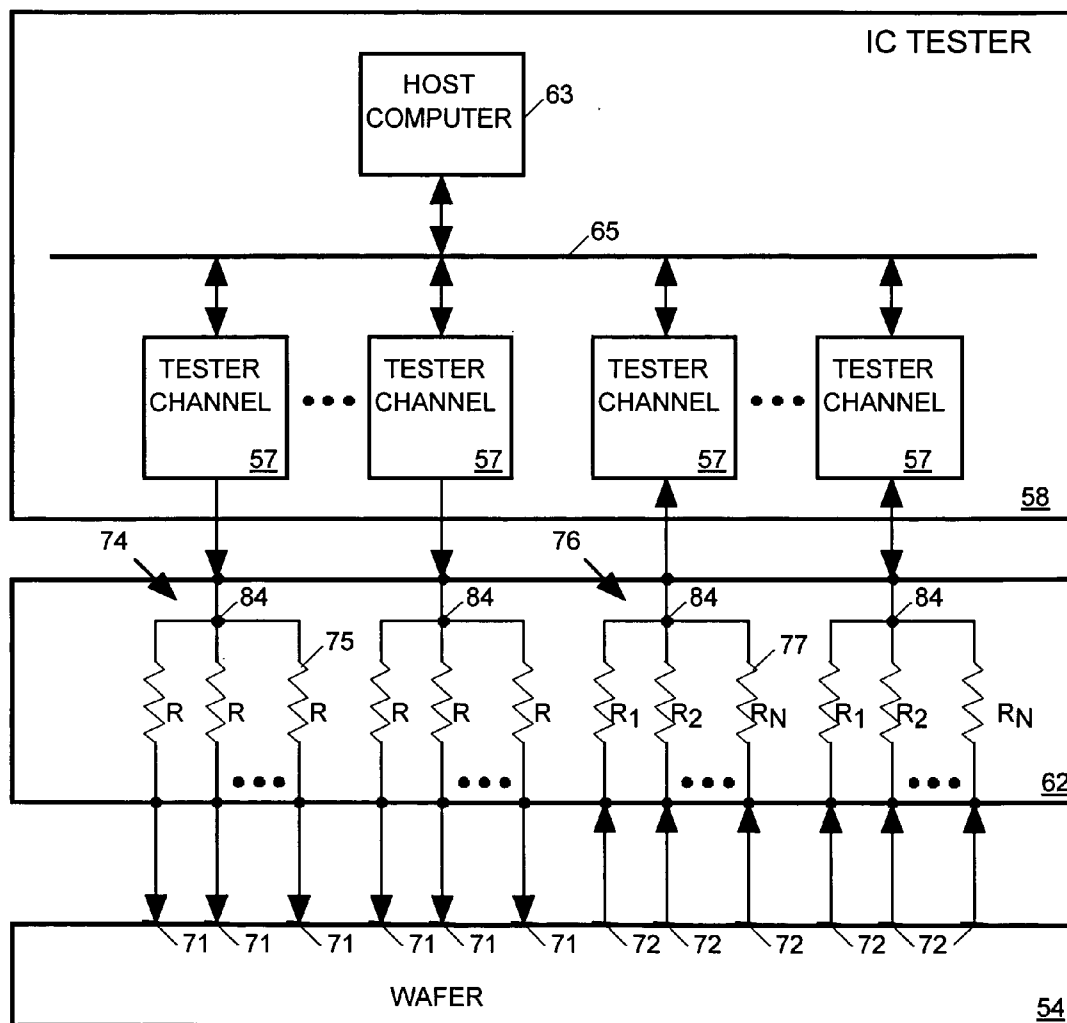 IC TESTER
HOST
COMPUTER
63
65
TESTER
CHANNEL
57
TESTER
CHANNEL
57
TESTER
CHANNEL
57
TESTER
CHANNEL
57
58
74
76
84
84
84
84
75
77
R R R R R R R1 R2 RN R1 R2 RN
62
71 71 71 71 71 71 72 72 72 72 72
WAFER
54